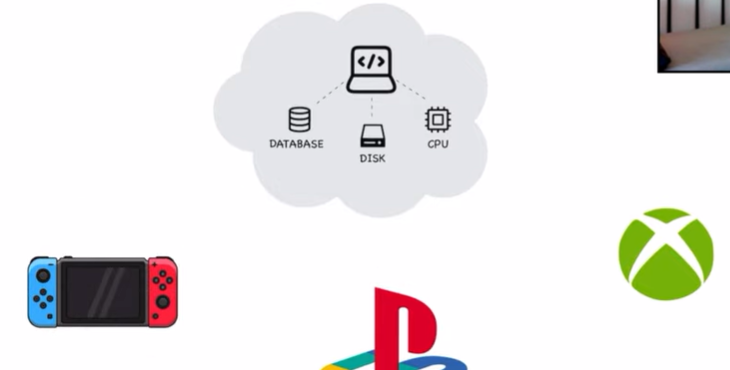 </>
DATABASE
DISK
CPU